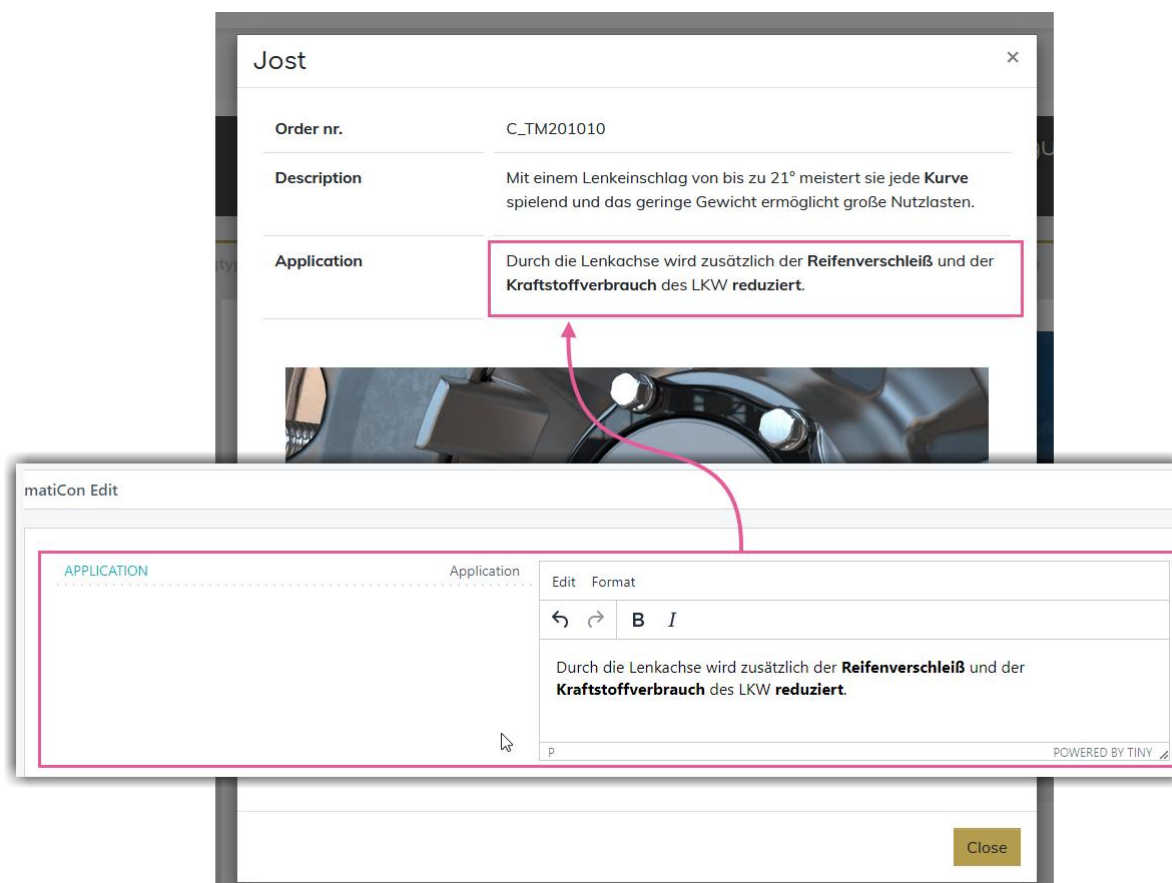 Jost
×
Order nr. C_TM201010
Description Mit einem Lenkeinschlag von bis zu 21° meistert sie jede Kurve
spielend und das geringe Gewicht ermöglicht große Nutzlasten.
Application Durch die Lenkachse wird zusätzlich der Reifenverschleiß und der
Kraftstoffverbrauch des LKW reduziert.
matiCon Edit
APPLICATION Application
Edit Format
B I
Durch die Lenkachse wird zusätzlich der Reifenverschleiß und der
Kraftstoffverbrauch des LKW reduziert.
P POWERED BY TINY
Close